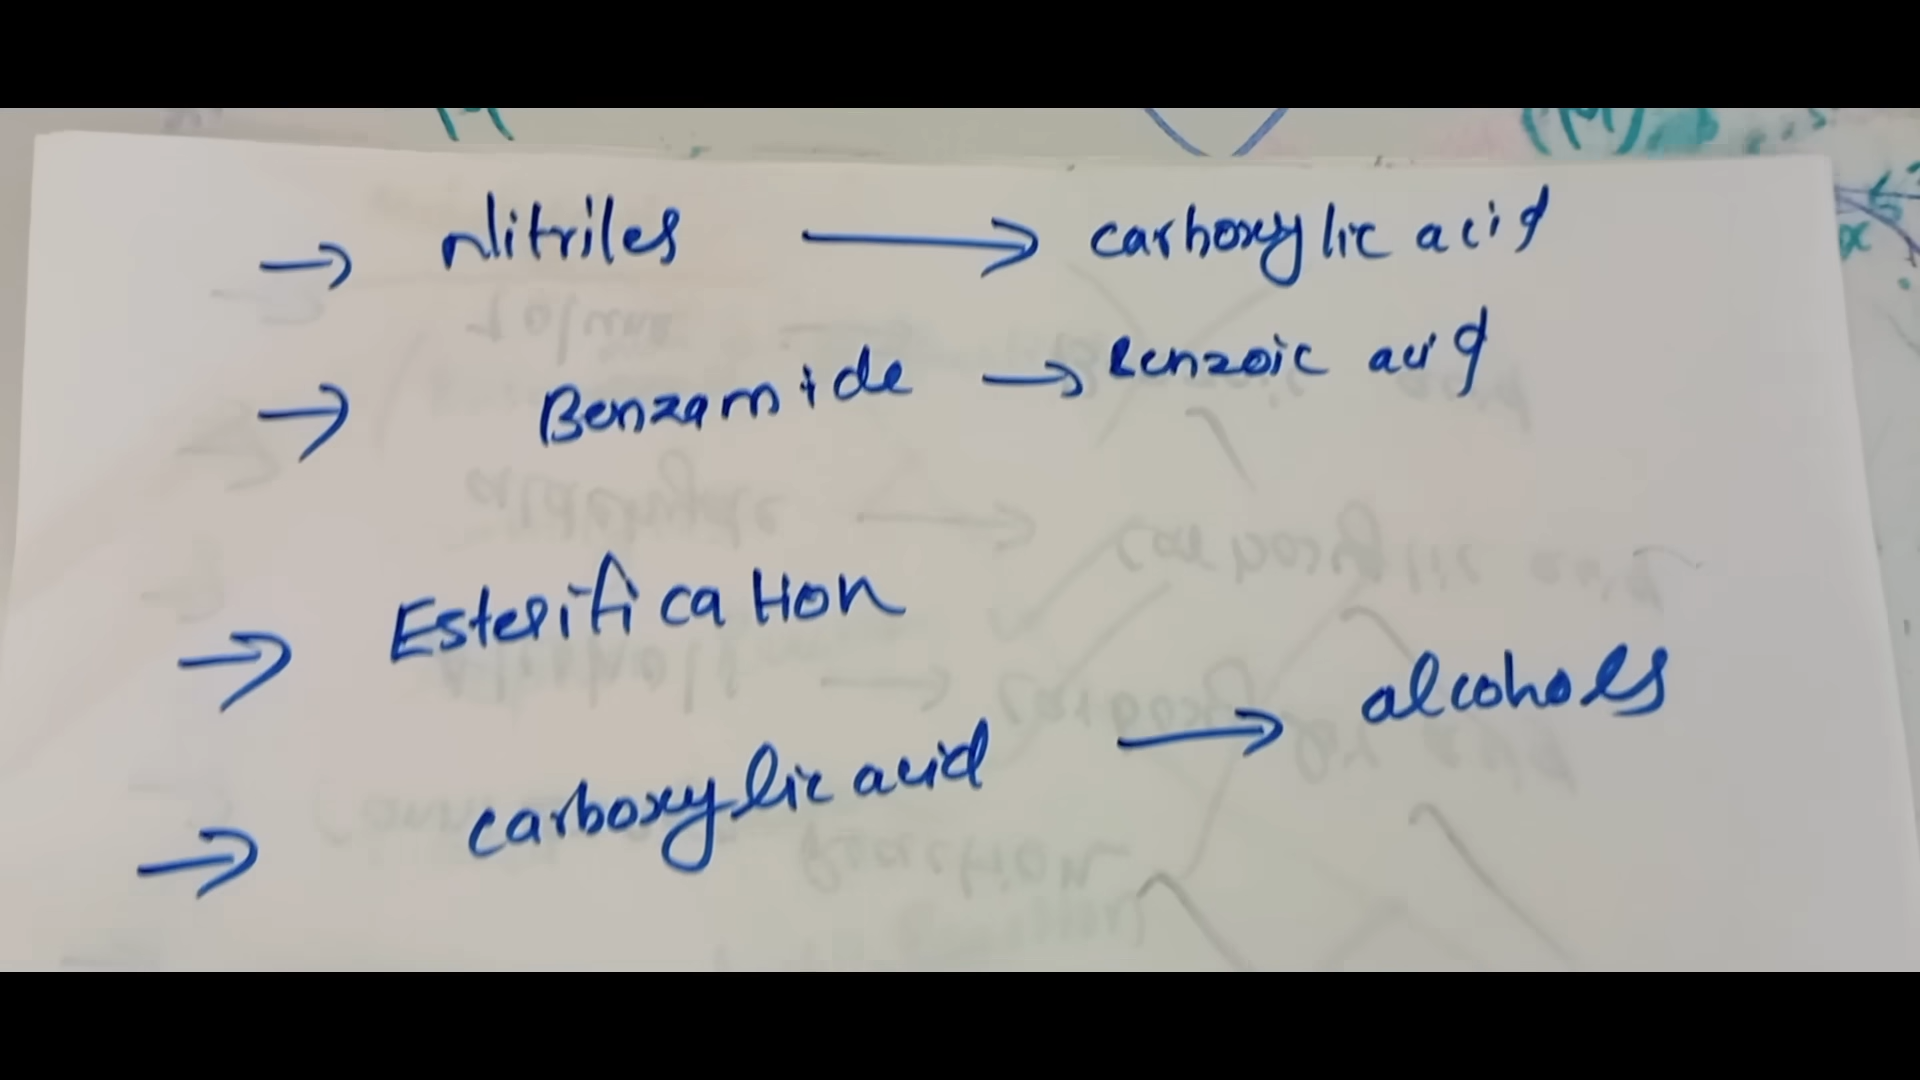 → Nitriles → carboxylic acid
→ Benzamide → Benzoic acid
→ Esterification
→ carboxylic acid → alcohols